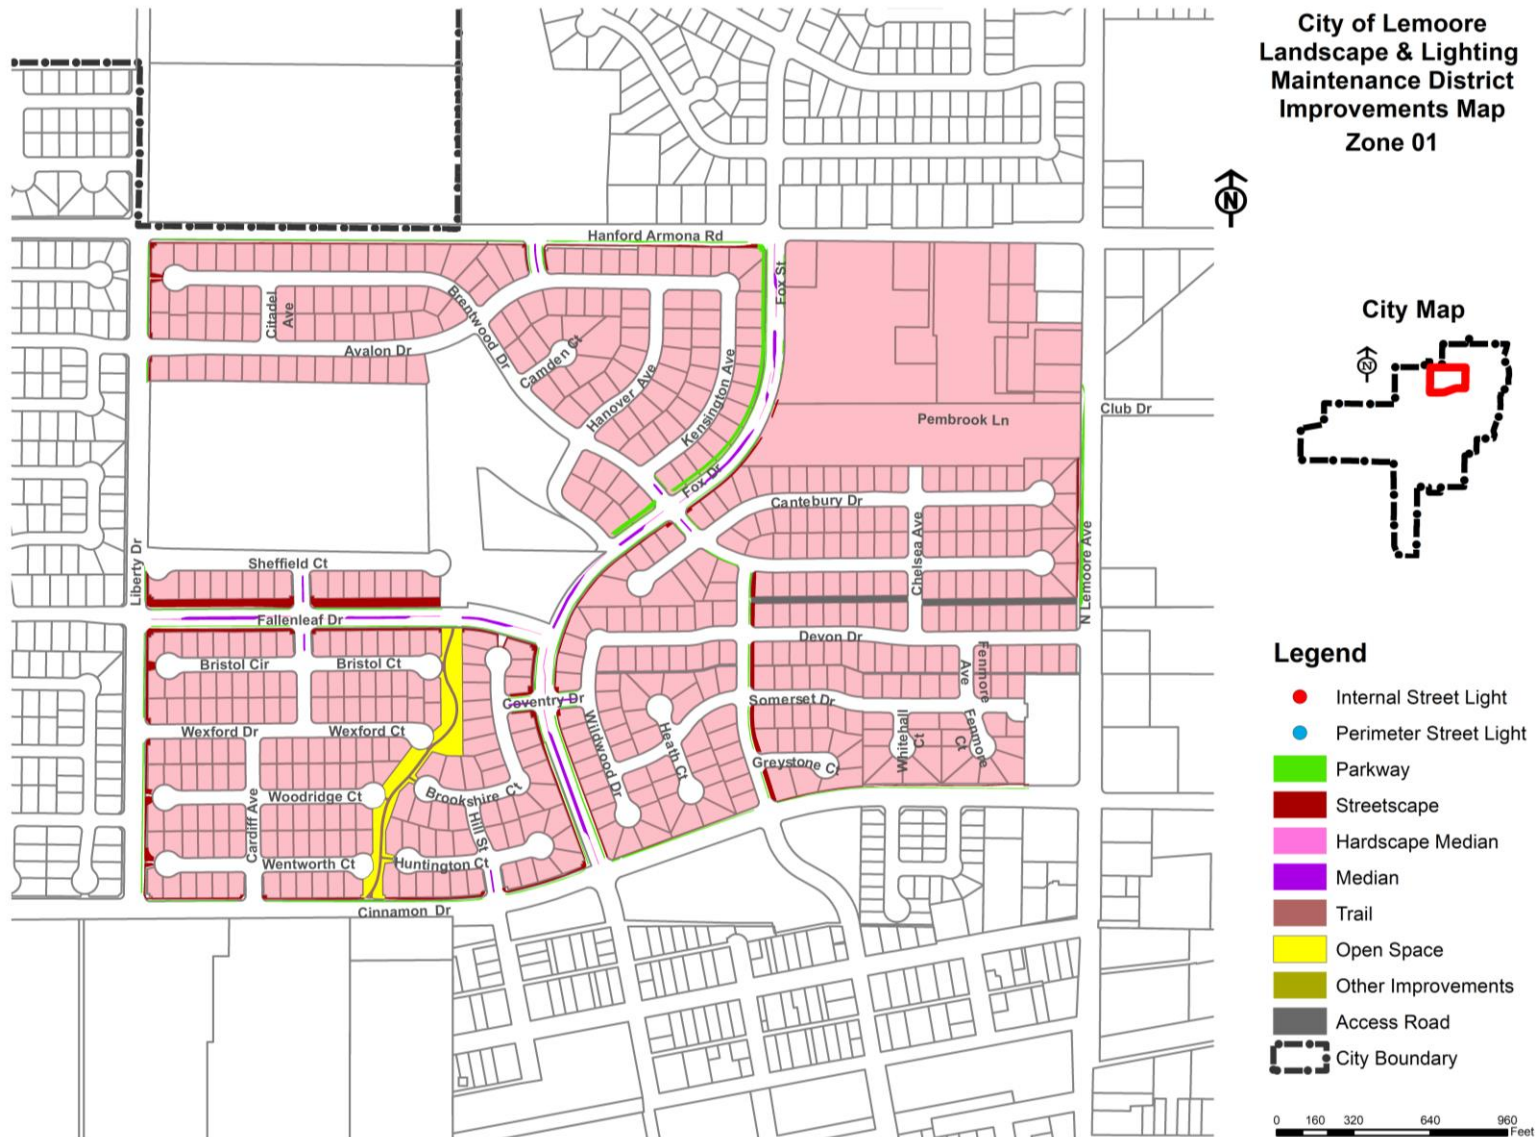 City of Lemoore
Landscape & Lighting
Maintenance District
Improvements Map
Zone 01
N
City Map
N
Hanford Armona Rd
Fox St
Citadel
Ave
Brentwood Dr
Avalon Dr
Camden Ct
Hanover Ave
Kensington Ave
Fox Dr
Pembrook Ln
Club Dr
Cantebury Dr
Chelsea Ave
N Lemoore Ave
Liberty Dr
Sheffield Ct
Fallenleaf Dr
Bristol Cir
Bristol Ct
Devon Dr
Fenmore
Ave
Coventry Dr
Somerset Dr
Wexford Dr
Wexford Ct
Wildwood Dr
Heath Ct
Whitehall
Ct
Fenmore
Ct
Greystone Ct
Woodridge Ct
Brookshire Ct
Cardiff Ave
Hill St
Wentworth Ct
Huntington Ct
Cinnamon Dr
Legend
Internal Street Light
Perimeter Street Light
Parkway
Streetscape
Hardscape Median
Median
Trail
Open Space
Other Improvements
Access Road
City Boundary
0 160 320 640 960
Feet